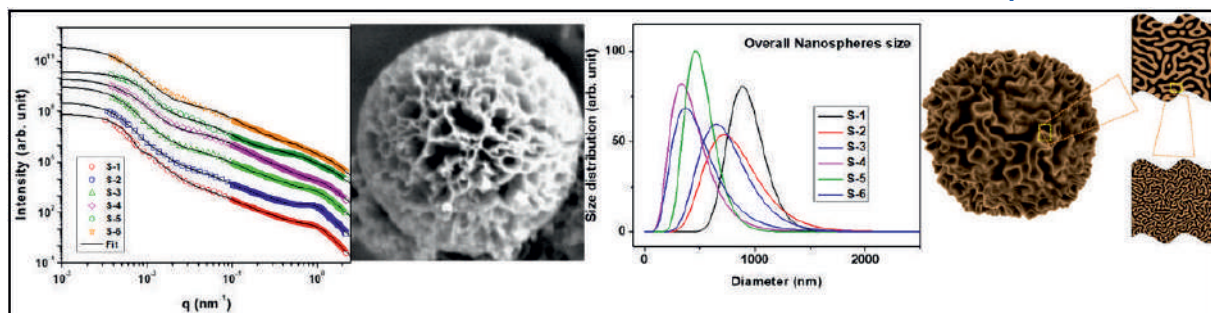 Intensity (arb. unit)
10¹¹
10⁸
10⁵
10²
S-1
S-2
S-3
S-4
S-5
S-6
Fit
10⁻³ 10⁻² 10⁻¹ 10⁰
q (nm⁻¹)
Size distribution (arb. unit)
100
50
0
Overall Nanospheres size
S-1
S-2
S-3
S-4
S-5
S-6
0 1000 2000
Diameter (nm)